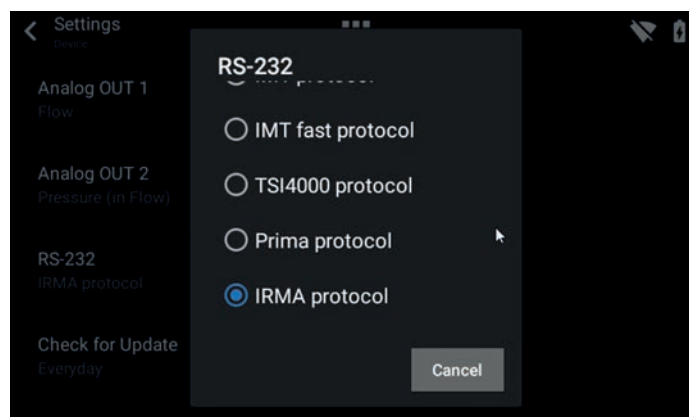 Settings
Device
Analog OUT 1
Flow
Analog OUT 2
Pressure (in Flow)
RS-232
IRMA protocol
Check for Update
Everyday
RS-232
IMT fast protocol
TSI4000 protocol
Prima protocol
IRMA protocol
Cancel